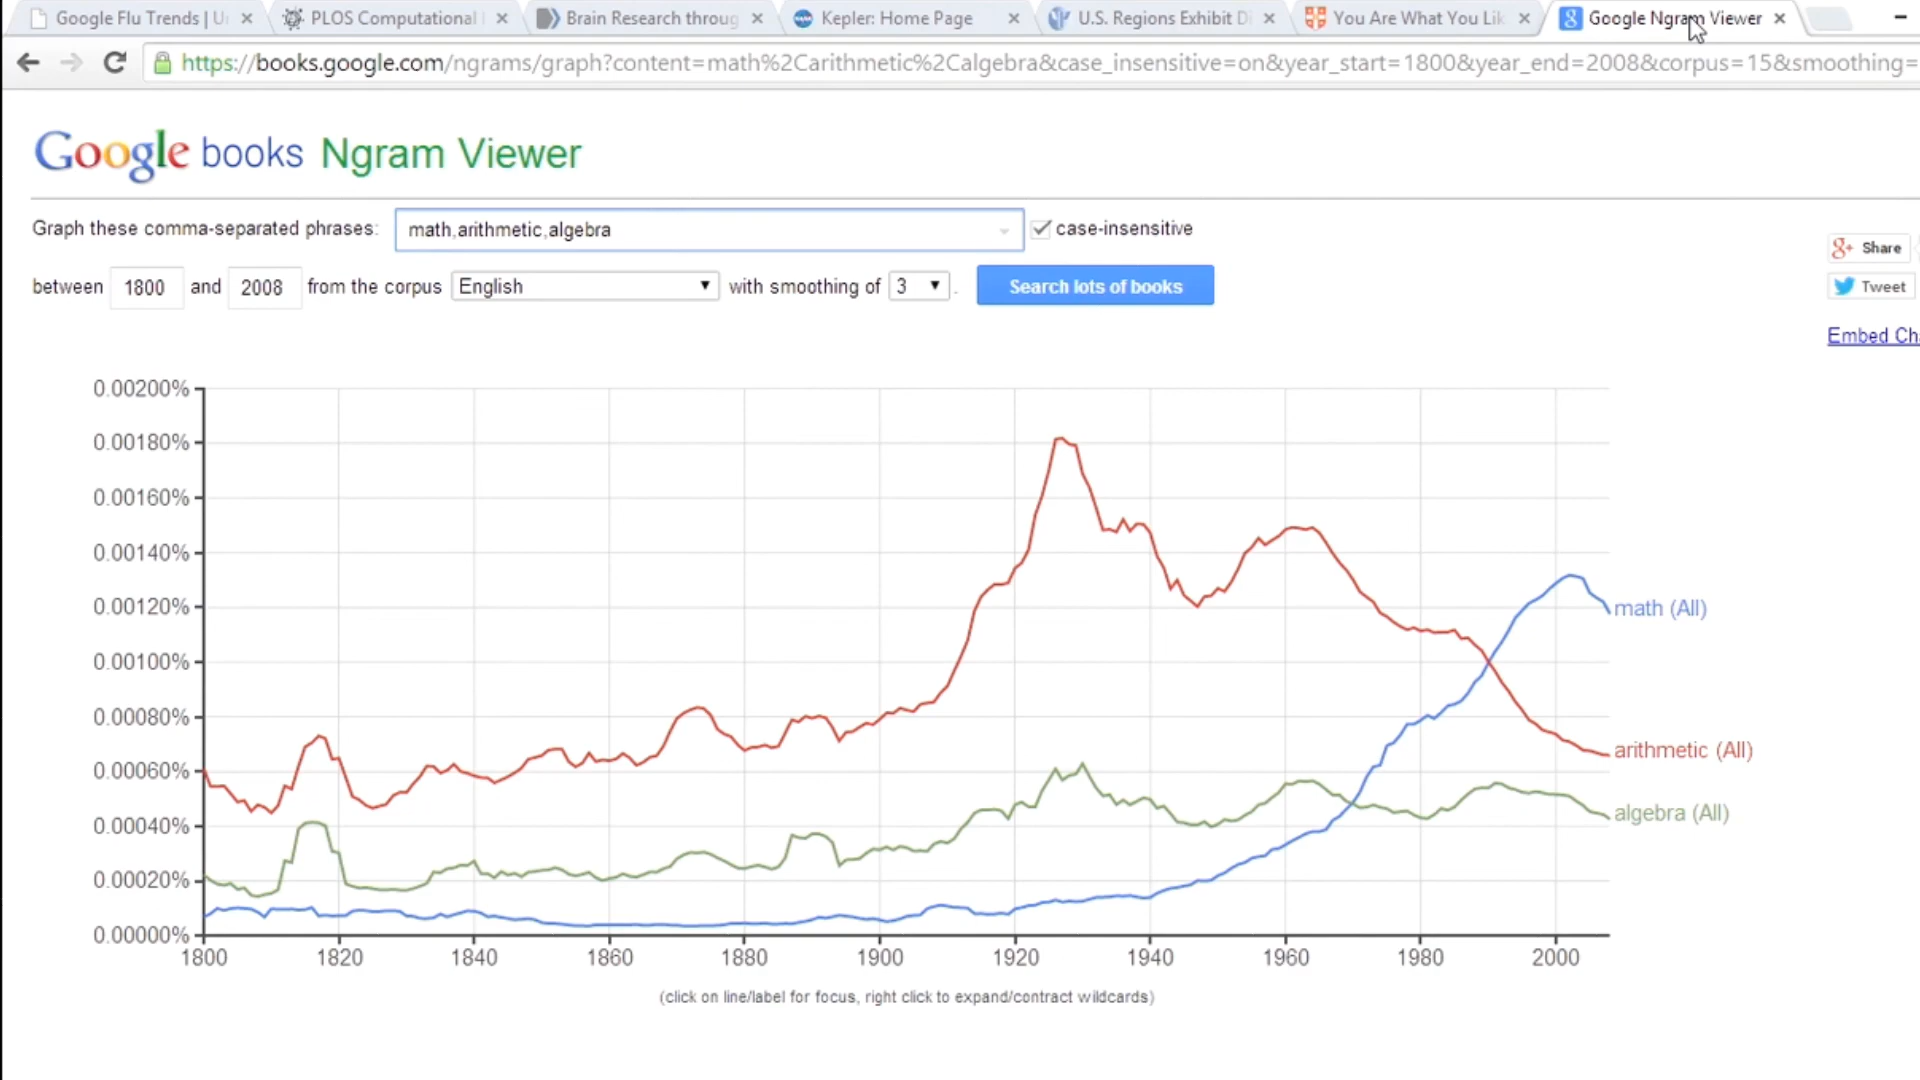 Google Flu Trends | U
PLOS Computational
Brain Research throug
Kepler: Home Page
U.S. Regions Exhibit Di
You Are What You Lik
Google Ngram Viewer
https://books.google.com/ngrams/graph?content=math%2Carithmetic%2Calgebra&case_insensitive=on&year_start=1800&year_end=2008&corpus=15&smoothing=
Google books Ngram Viewer
Graph these comma-separated phrases: math,arithmetic,algebra case-insensitive
between 1800 and 2008 from the corpus English with smoothing of 3 . Search lots of books
Share
Tweet
Embed Ch
0.00200%
0.00180%
0.00160%
0.00140%
0.00120%
0.00100%
0.00080%
0.00060%
0.00040%
0.00020%
0.00000%
math (All)
arithmetic (All)
algebra (All)
1800 1820 1840 1860 1880 1900 1920 1940 1960 1980 2000
(click on line/label for focus, right click to expand/contract wildcards)